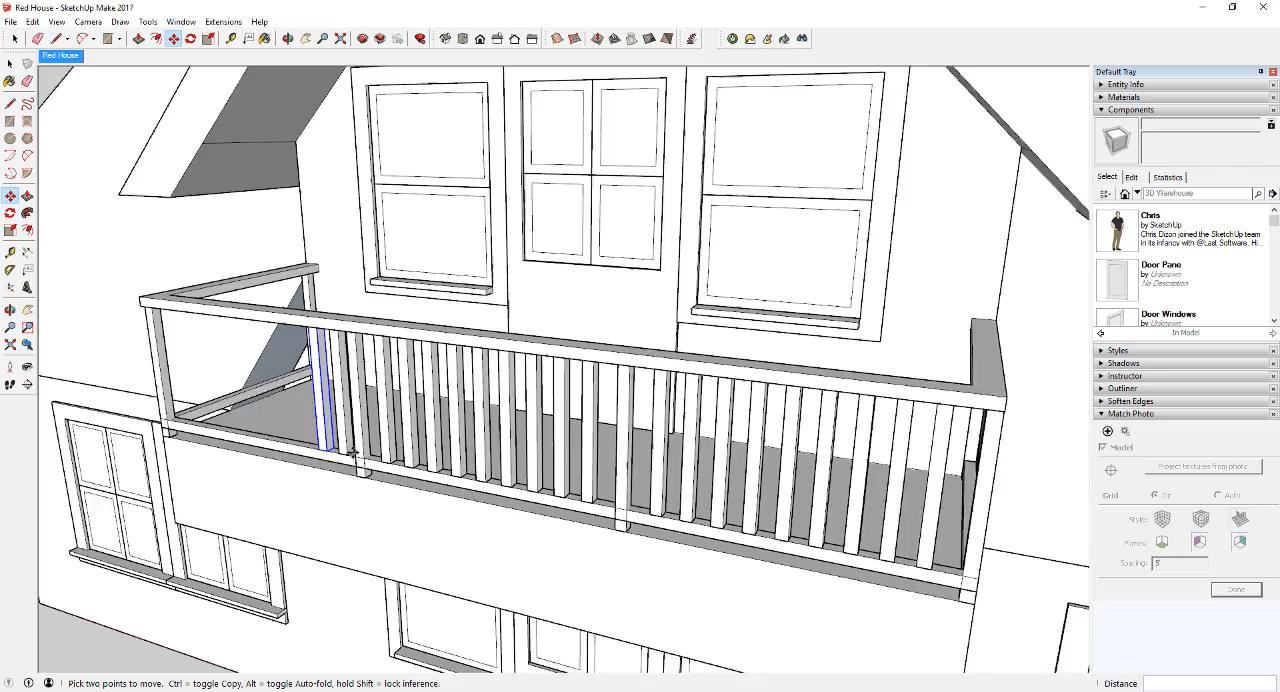 Red House - SketchUp Make 2017
File Edit View Camera Draw Tools Window Extensions Help
Red House
Default Tray
Entity Info
Materials
Components
Select Edit Statistics
3D Warehouse
Chris
by SketchUp
Chris Dizon joined the SketchUp team
in its infancy with @Last Software. Hi...
Door Pane
by Unknown
No Description
Door Windows
by Unknown
In Model
Styles
Shadows
Instructor
Outliner
Soften Edges
Match Photo
Model
Project textures from photo
Grid On Auto
Style:
Planes:
Spacing: 5'
Done
Pick two points to move. Ctrl = toggle Copy, Alt = toggle Auto-fold, hold Shift = lock inference.
Distance